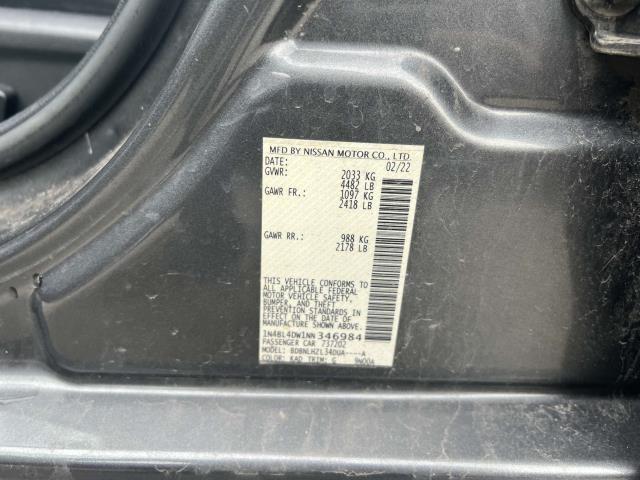 MFD BY NISSAN MOTOR CO., LTD.
DATE: 02/22
GVWR: 2033 KG
4482 LB
GAWR FR.: 1097 KG
2418 LB
GAWR RR.: 988 KG
2178 LB
THIS VEHICLE CONFORMS TO
ALL APPLICABLE FEDERAL
MOTOR VEHICLE SAFETY,
BUMPER, AND THEFT
PREVENTION STANDARDS IN
EFFECT ON THE DATE OF
MANUFACTURE SHOWN ABOVE.
1N4BL4DW1NN346984
PASSENGER CAR 737202
MODEL: BDBNLHZL34DUA----A
COLOR: KAD TRIM: G 9N00A